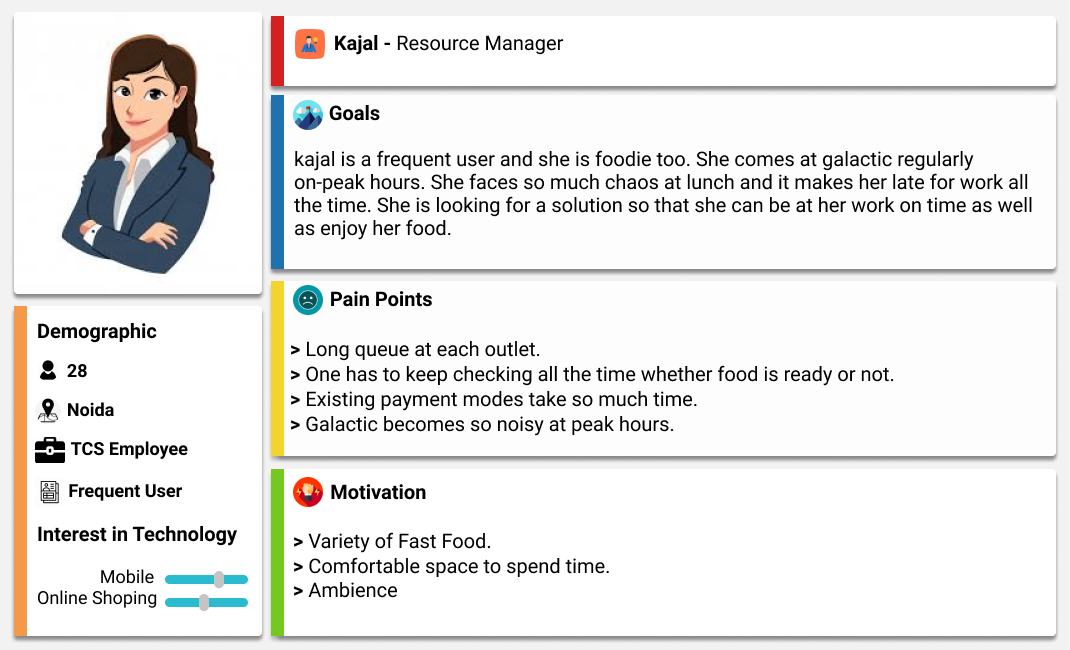 Kajal - Resource Manager
Goals
kajal is a frequent user and she is foodie too. She comes at galactic regularly
on-peak hours. She faces so much chaos at lunch and it makes her late for work all
the time. She is looking for a solution so that she can be at her work on time as well
as enjoy her food.
Pain Points
> Long queue at each outlet.
> One has to keep checking all the time whether food is ready or not.
> Existing payment modes take so much time.
> Galactic becomes so noisy at peak hours.
Motivation
> Variety of Fast Food.
> Comfortable space to spend time.
> Ambience
Demographic
28
Noida
TCS Employee
Frequent User
Interest in Technology
Mobile
Online Shoping